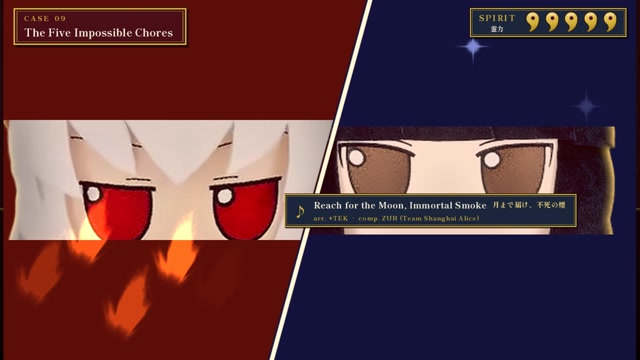 CASE 09
The Five Impossible Chores
SPIRIT
霊力
Reach for the Moon, Immortal Smoke 月まで届け、不死の煙
arr. +TEK - comp. ZUN (Team Shanghai Alice)